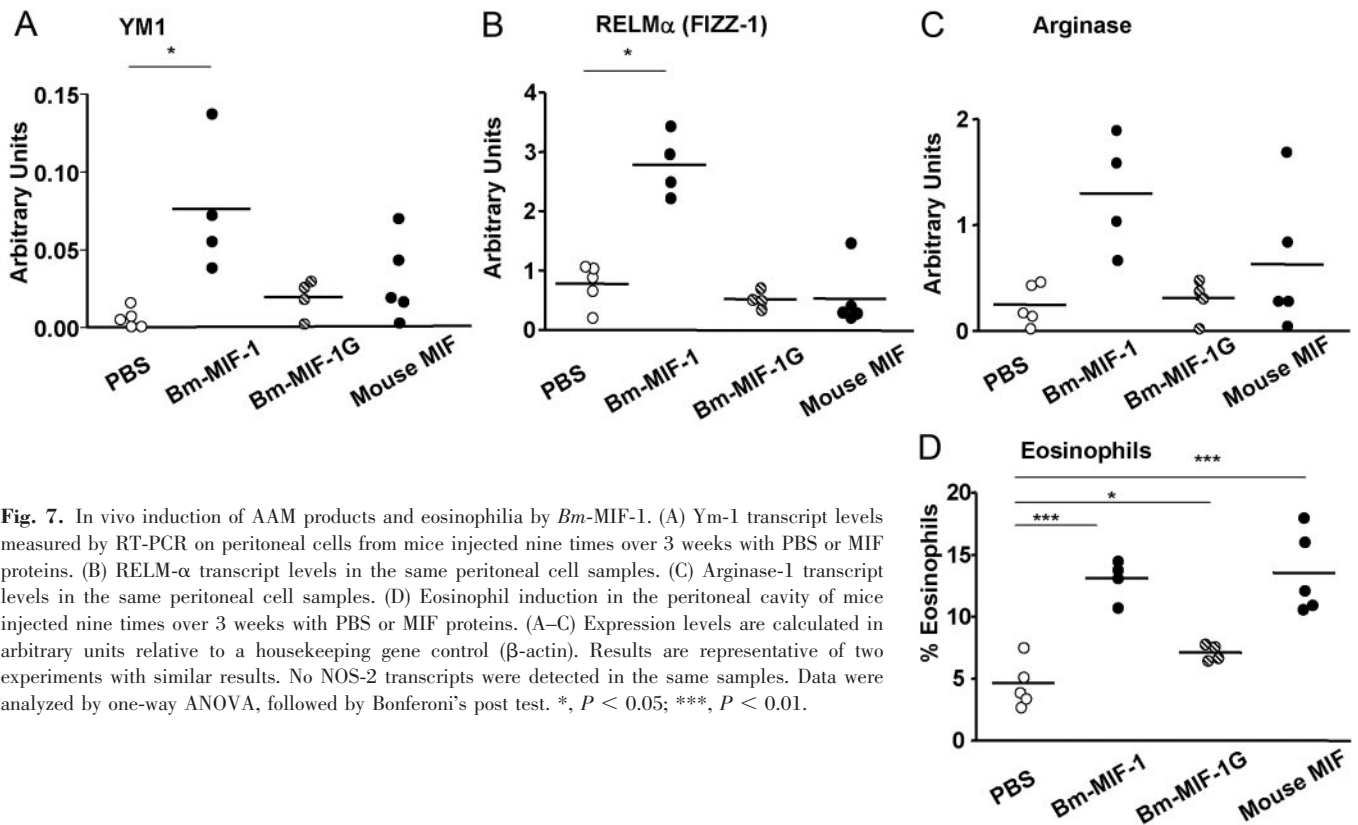 A
YM1
*
0.15
0.10
0.05
0.00
Arbitrary Units
PBS
Bm-MIF-1
Bm-MIF-1G
Mouse MIF
B
RELMα (FIZZ-1)
*
4
3
2
1
0
Arbitrary Units
PBS
Bm-MIF-1
Bm-MIF-1G
Mouse MIF
C
Arginase
2
1
0
Arbitrary Units
PBS
Bm-MIF-1
Bm-MIF-1G
Mouse MIF
D
Eosinophils
***
*
***
20
15
10
5
0
% Eosinophils
PBS
Bm-MIF-1
Bm-MIF-1G
Mouse MIF
Fig. 7. In vivo induction of AAM products and eosinophilia by Bm-MIF-1. (A) Ym-1 transcript levels
measured by RT-PCR on peritoneal cells from mice injected nine times over 3 weeks with PBS or MIF
proteins. (B) RELM-α transcript levels in the same peritoneal cell samples. (C) Arginase-1 transcript
levels in the same peritoneal cell samples. (D) Eosinophil induction in the peritoneal cavity of mice
injected nine times over 3 weeks with PBS or MIF proteins. (A–C) Expression levels are calculated in
arbitrary units relative to a housekeeping gene control (β-actin). Results are representative of two
experiments with similar results. No NOS-2 transcripts were detected in the same samples. Data were
analyzed by one-way ANOVA, followed by Bonferoni's post test. *, P < 0.05; ***, P < 0.01.